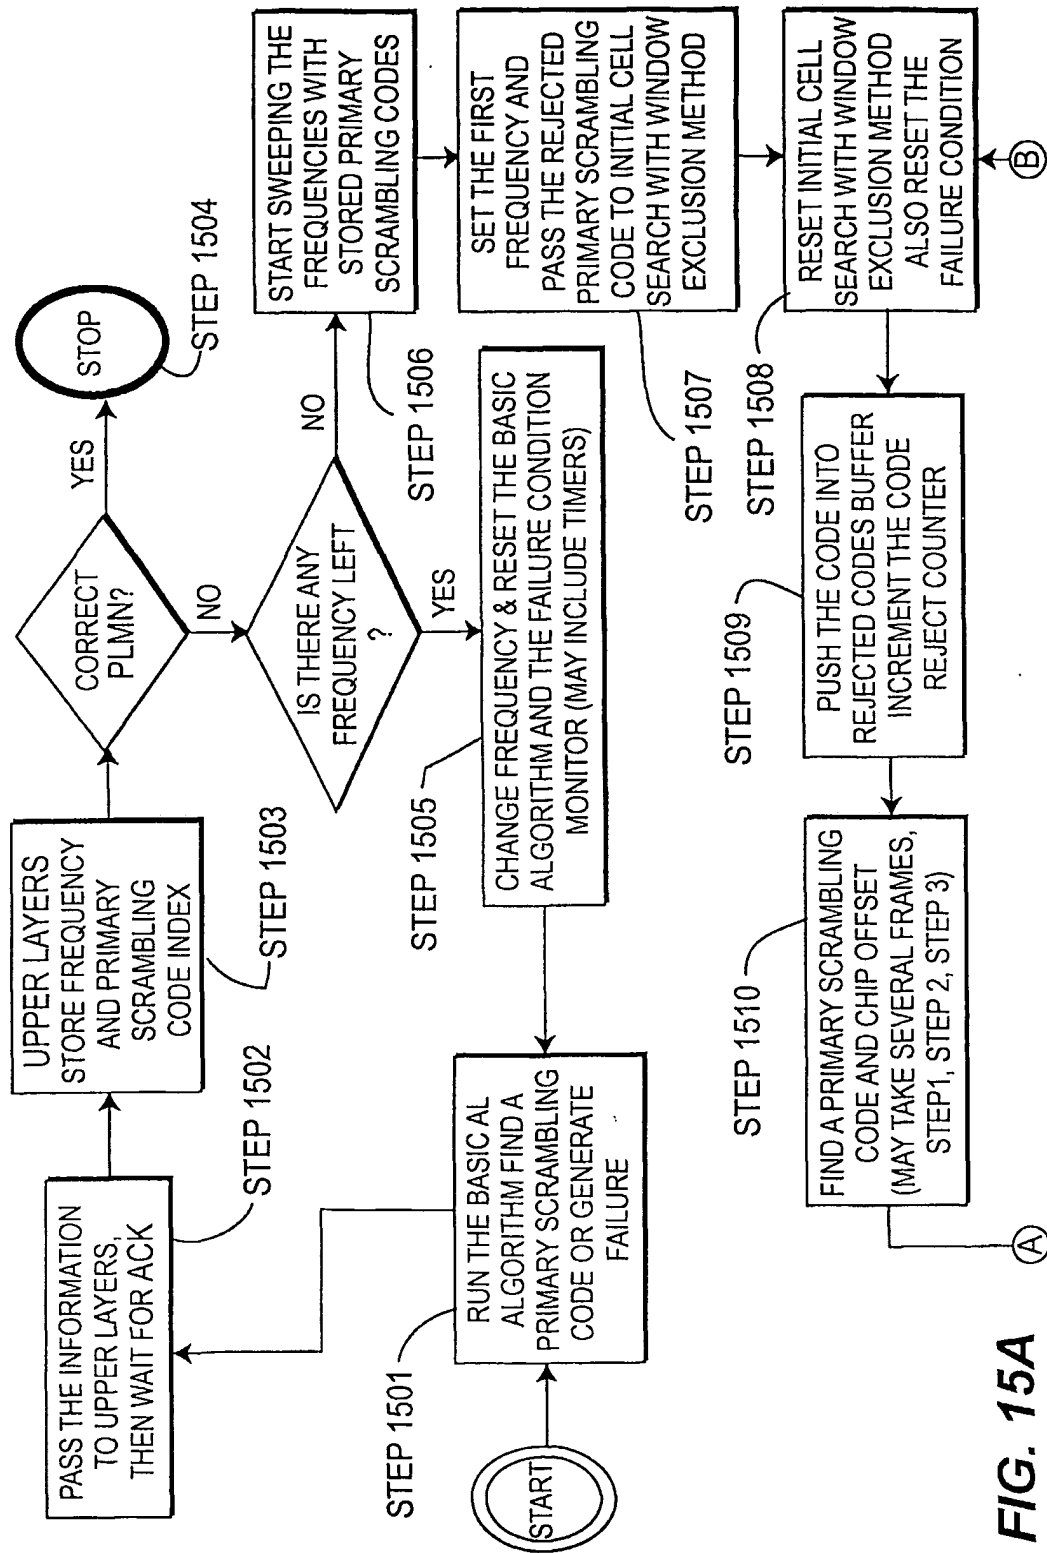 START
RUN THE BASIC AL
ALGORITHM FIND A
PRIMARY SCRAMBLING
CODE OR GENERATE
FAILURE
STEP 1501
PASS THE INFORMATION
TO UPPER LAYERS,
THEN WAIT FOR ACK
STEP 1502
UPPER LAYERS
STORE FREQUENCY
AND PRIMARY
SCRAMBLING
CODE INDEX
STEP 1503
CORRECT
PLMN?
YES
STOP
STEP 1504
NO
IS THERE ANY
FREQUENCY LEFT
?
YES
CHANGE FREQUENCY & RESET THE BASIC
ALGORITHM AND THE FAILURE CONDITION
MONITOR (MAY INCLUDE TIMERS)
STEP 1505
NO
START SWEEPING THE
FREQUENCIES WITH
STORED PRIMARY
SCRAMBLING CODES
STEP 1506
SET THE FIRST
FREQUENCY AND
PASS THE REJECTED
PRIMARY SCRAMBLING
CODE TO INITIAL CELL
SEARCH WITH WINDOW
EXCLUSION METHOD
STEP 1507
RESET INITIAL CELL
SEARCH WITH WINDOW
EXCLUSION METHOD
ALSO RESET THE
FAILURE CONDITION
STEP 1508
B
PUSH THE CODE INTO
REJECTED CODES BUFFER
INCREMENT THE CODE
REJECT COUNTER
STEP 1509
FIND A PRIMARY SCRAMBLING
CODE AND CHIP OFFSET
(MAY TAKE SEVERAL FRAMES,
STEP1, STEP 2, STEP 3)
STEP 1510
A
FIG. 15A